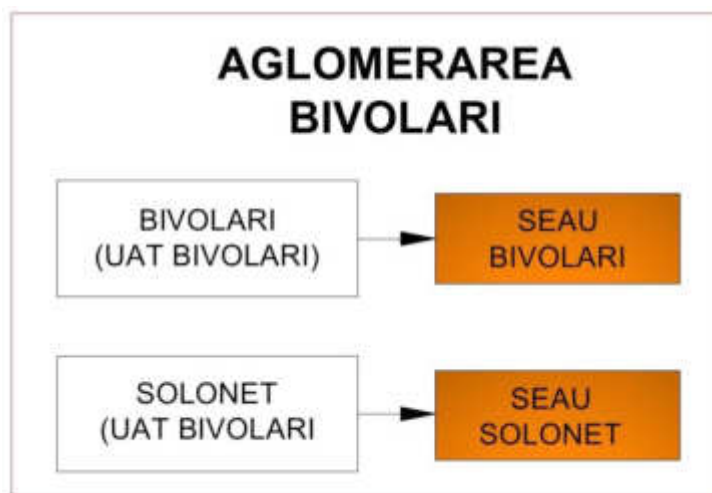 AGLOMERAREA
BIVOLARI
BIVOLARI
(UAT BIVOLARI)
SEAU
BIVOLARI
SOLONET
(UAT BIVOLARI
SEAU
SOLONET